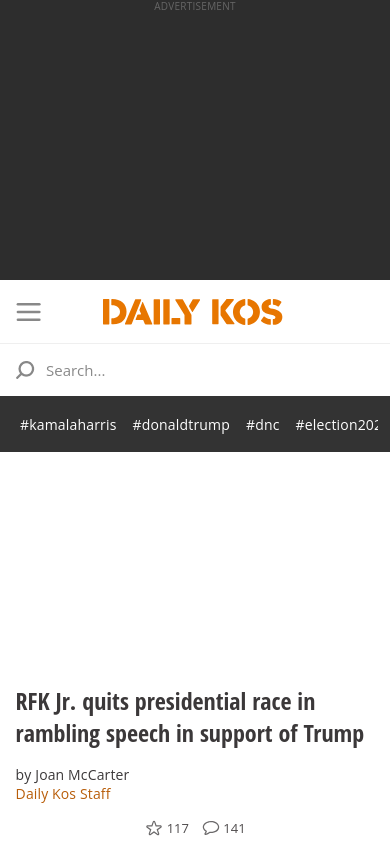 ADVERTISEMENT
DAILY KOS
Search...
#kamalaharris #donaldtrump #dnc #election202
RFK Jr. quits presidential race in
rambling speech in support of Trump
by Joan McCarter
Daily Kos Staff
117 141